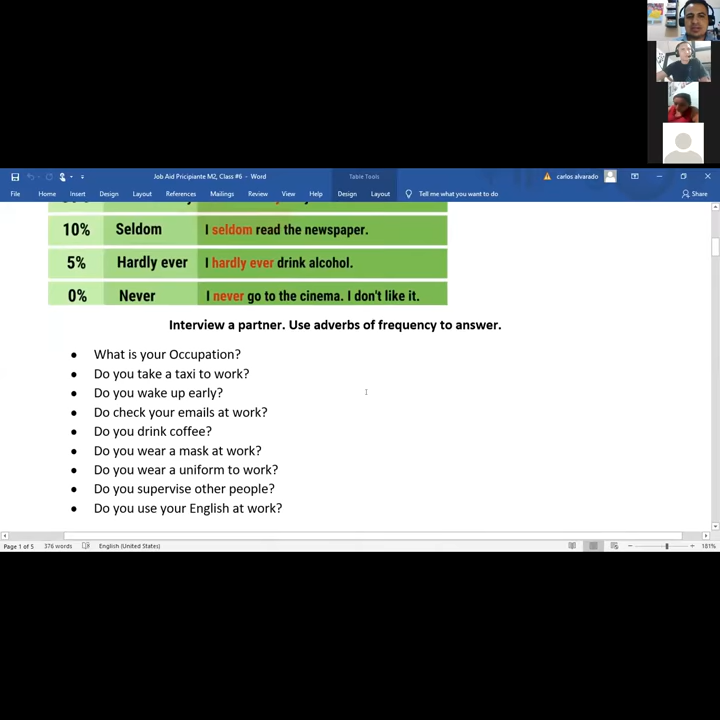 Job Aid Pricipiante M2, Class #6 - Word
Table Tools
carlos alvarado
File Home Insert Design Layout References Mailings Review View Help Design Layout Tell me what you want to do Share
10% Seldom I seldom read the newspaper.
5% Hardly ever I hardly ever drink alcohol.
0% Never I never go to the cinema. I don't like it.
Interview a partner. Use adverbs of frequency to answer.
• What is your Occupation?
• Do you take a taxi to work?
• Do you wake up early?
• Do check your emails at work?
• Do you drink coffee?
• Do you wear a mask at work?
• Do you wear a uniform to work?
• Do you supervise other people?
• Do you use your English at work?
Page 1 of 5 376 words English (United States) 181%